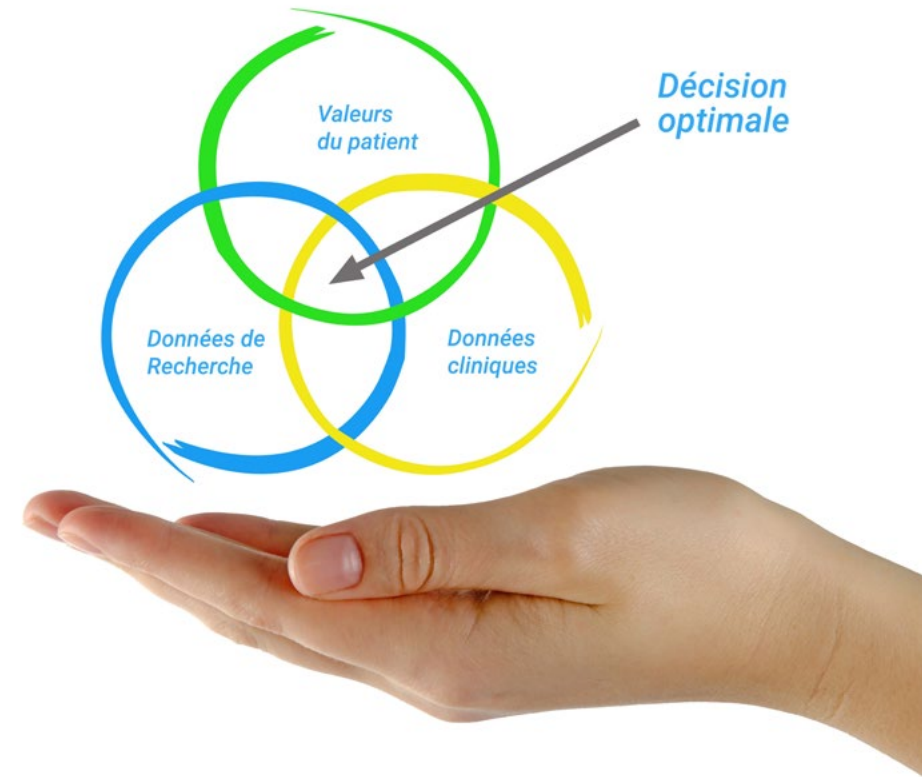 Valeurs
du patient
Décision
optimale
Données de
Recherche
Données
cliniques